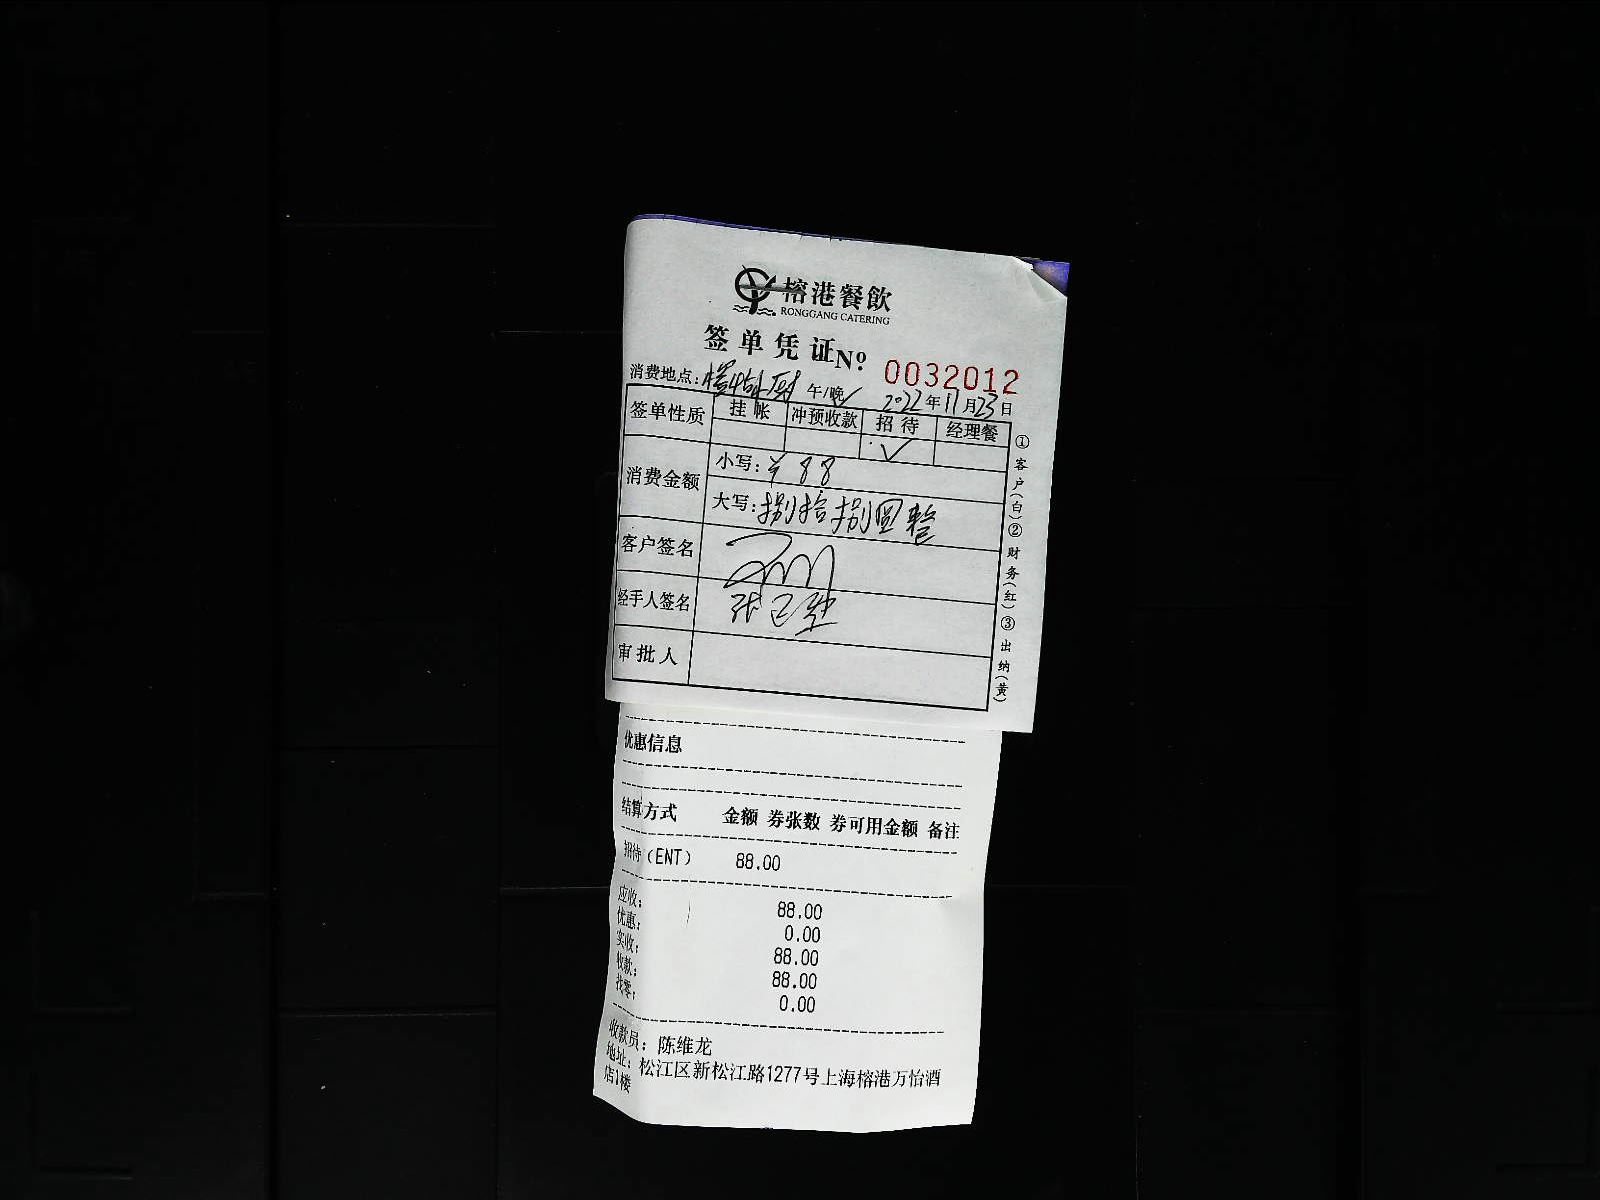 榕港餐飲
RONGGANG CATERING
签单凭证 № 0032012
消费地点: 午/晚 2022年11月23日
签单性质 挂帐 冲预收款 招待 经理餐
✓
消费金额 小写:¥88
大写:捌拾捌圆整
客户签名
经手人签名
审批人
①客户(白)②财务(红)③出纳(黄)
优惠信息
结算方式 金额 券张数 券可用金额 备注
招待(ENT) 88.00
应收: 88.00
优惠: 0.00
实收: 88.00
收款: 88.00
找零: 0.00
收款员: 陈维龙
地址: 松江区新松江路1277号上海榕港万怡酒
店1楼